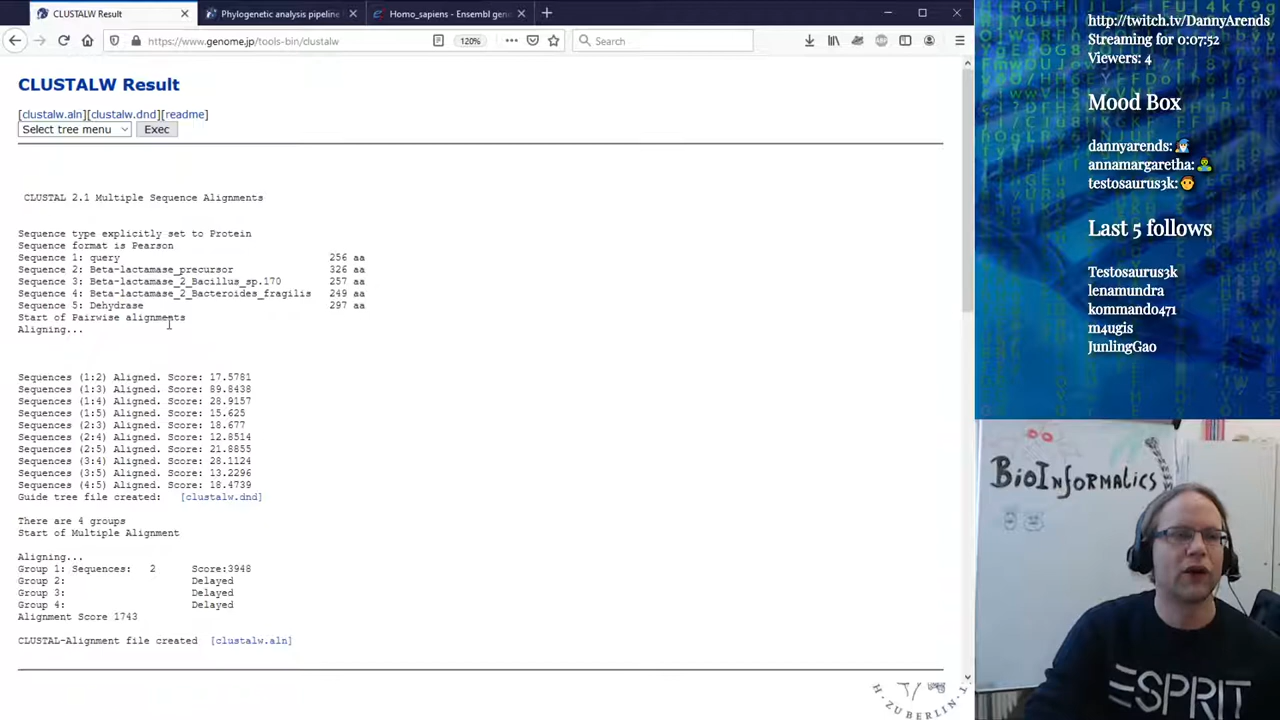 CLUSTALW Result
Phylogenetic analysis pipeline
Homo_sapiens - Ensembl genome
https://www.genome.jp/tools-bin/clustalw
120%
Search
CLUSTALW Result
[clustalw.aln][clustalw.dnd][readme]
Select tree menu Exec
CLUSTAL 2.1 Multiple Sequence Alignments
Sequence type explicitly set to Protein
Sequence format is Pearson
Sequence 1: query 256 aa
Sequence 2: Beta-lactamase_precursor 326 aa
Sequence 3: Beta-lactamase_2_Bacillus_sp.170 257 aa
Sequence 4: Beta-lactamase_2_Bacteroides_fragilis 249 aa
Sequence 5: Dehydrase 297 aa
Start of Pairwise alignments
Aligning...
Sequences (1:2) Aligned. Score: 17.5781
Sequences (1:3) Aligned. Score: 89.8438
Sequences (1:4) Aligned. Score: 28.9157
Sequences (1:5) Aligned. Score: 15.625
Sequences (2:3) Aligned. Score: 18.677
Sequences (2:4) Aligned. Score: 12.8514
Sequences (2:5) Aligned. Score: 21.8855
Sequences (3:4) Aligned. Score: 28.1124
Sequences (3:5) Aligned. Score: 13.2296
Sequences (4:5) Aligned. Score: 18.4739
Guide tree file created: [clustalw.dnd]
There are 4 groups
Start of Multiple Alignment
Aligning...
Group 1: Sequences: 2 Score:3948
Group 2: Delayed
Group 3: Delayed
Group 4: Delayed
Alignment Score 1743
CLUSTAL-Alignment file created [clustalw.aln]
H·ZU BERLIN·T
http://twitch.tv/DannyArends
Streaming for 0:07:52
Viewers: 4
Mood Box
dannyarends:
annamargaretha:
testosaurus3k:
Last 5 follows
Testosaurus3k
lenamundra
kommando471
m4ugis
JunlingGao
BioInformatics
ESPRIT